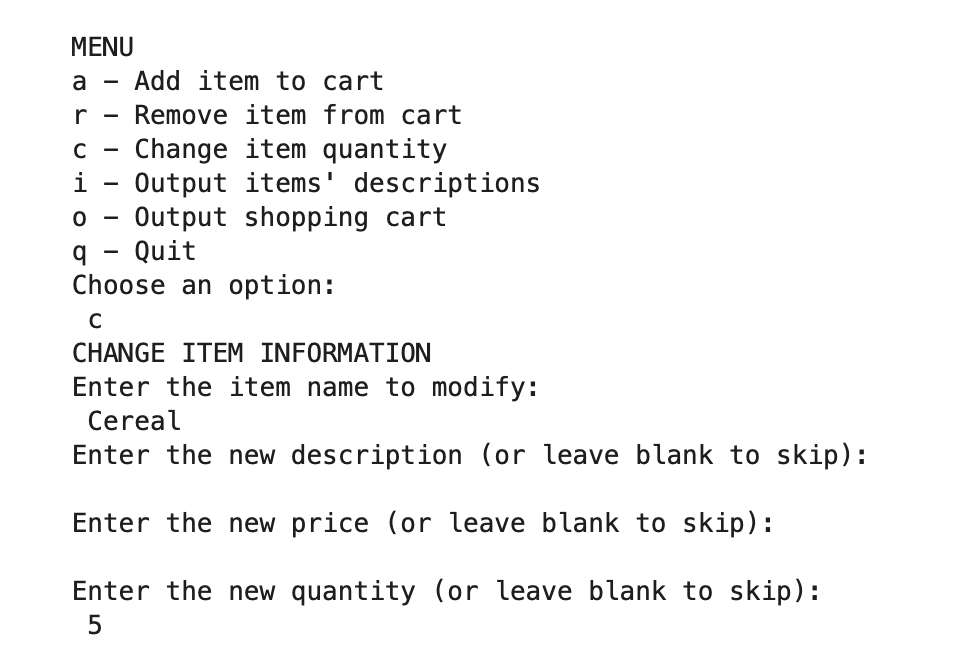 MENU
a – Add item to cart
r – Remove item from cart
c – Change item quantity
i – Output items' descriptions
o – Output shopping cart
q – Quit
Choose an option:
c
CHANGE ITEM INFORMATION
Enter the item name to modify:
Cereal
Enter the new description (or leave blank to skip):
Enter the new price (or leave blank to skip):
Enter the new quantity (or leave blank to skip):
5